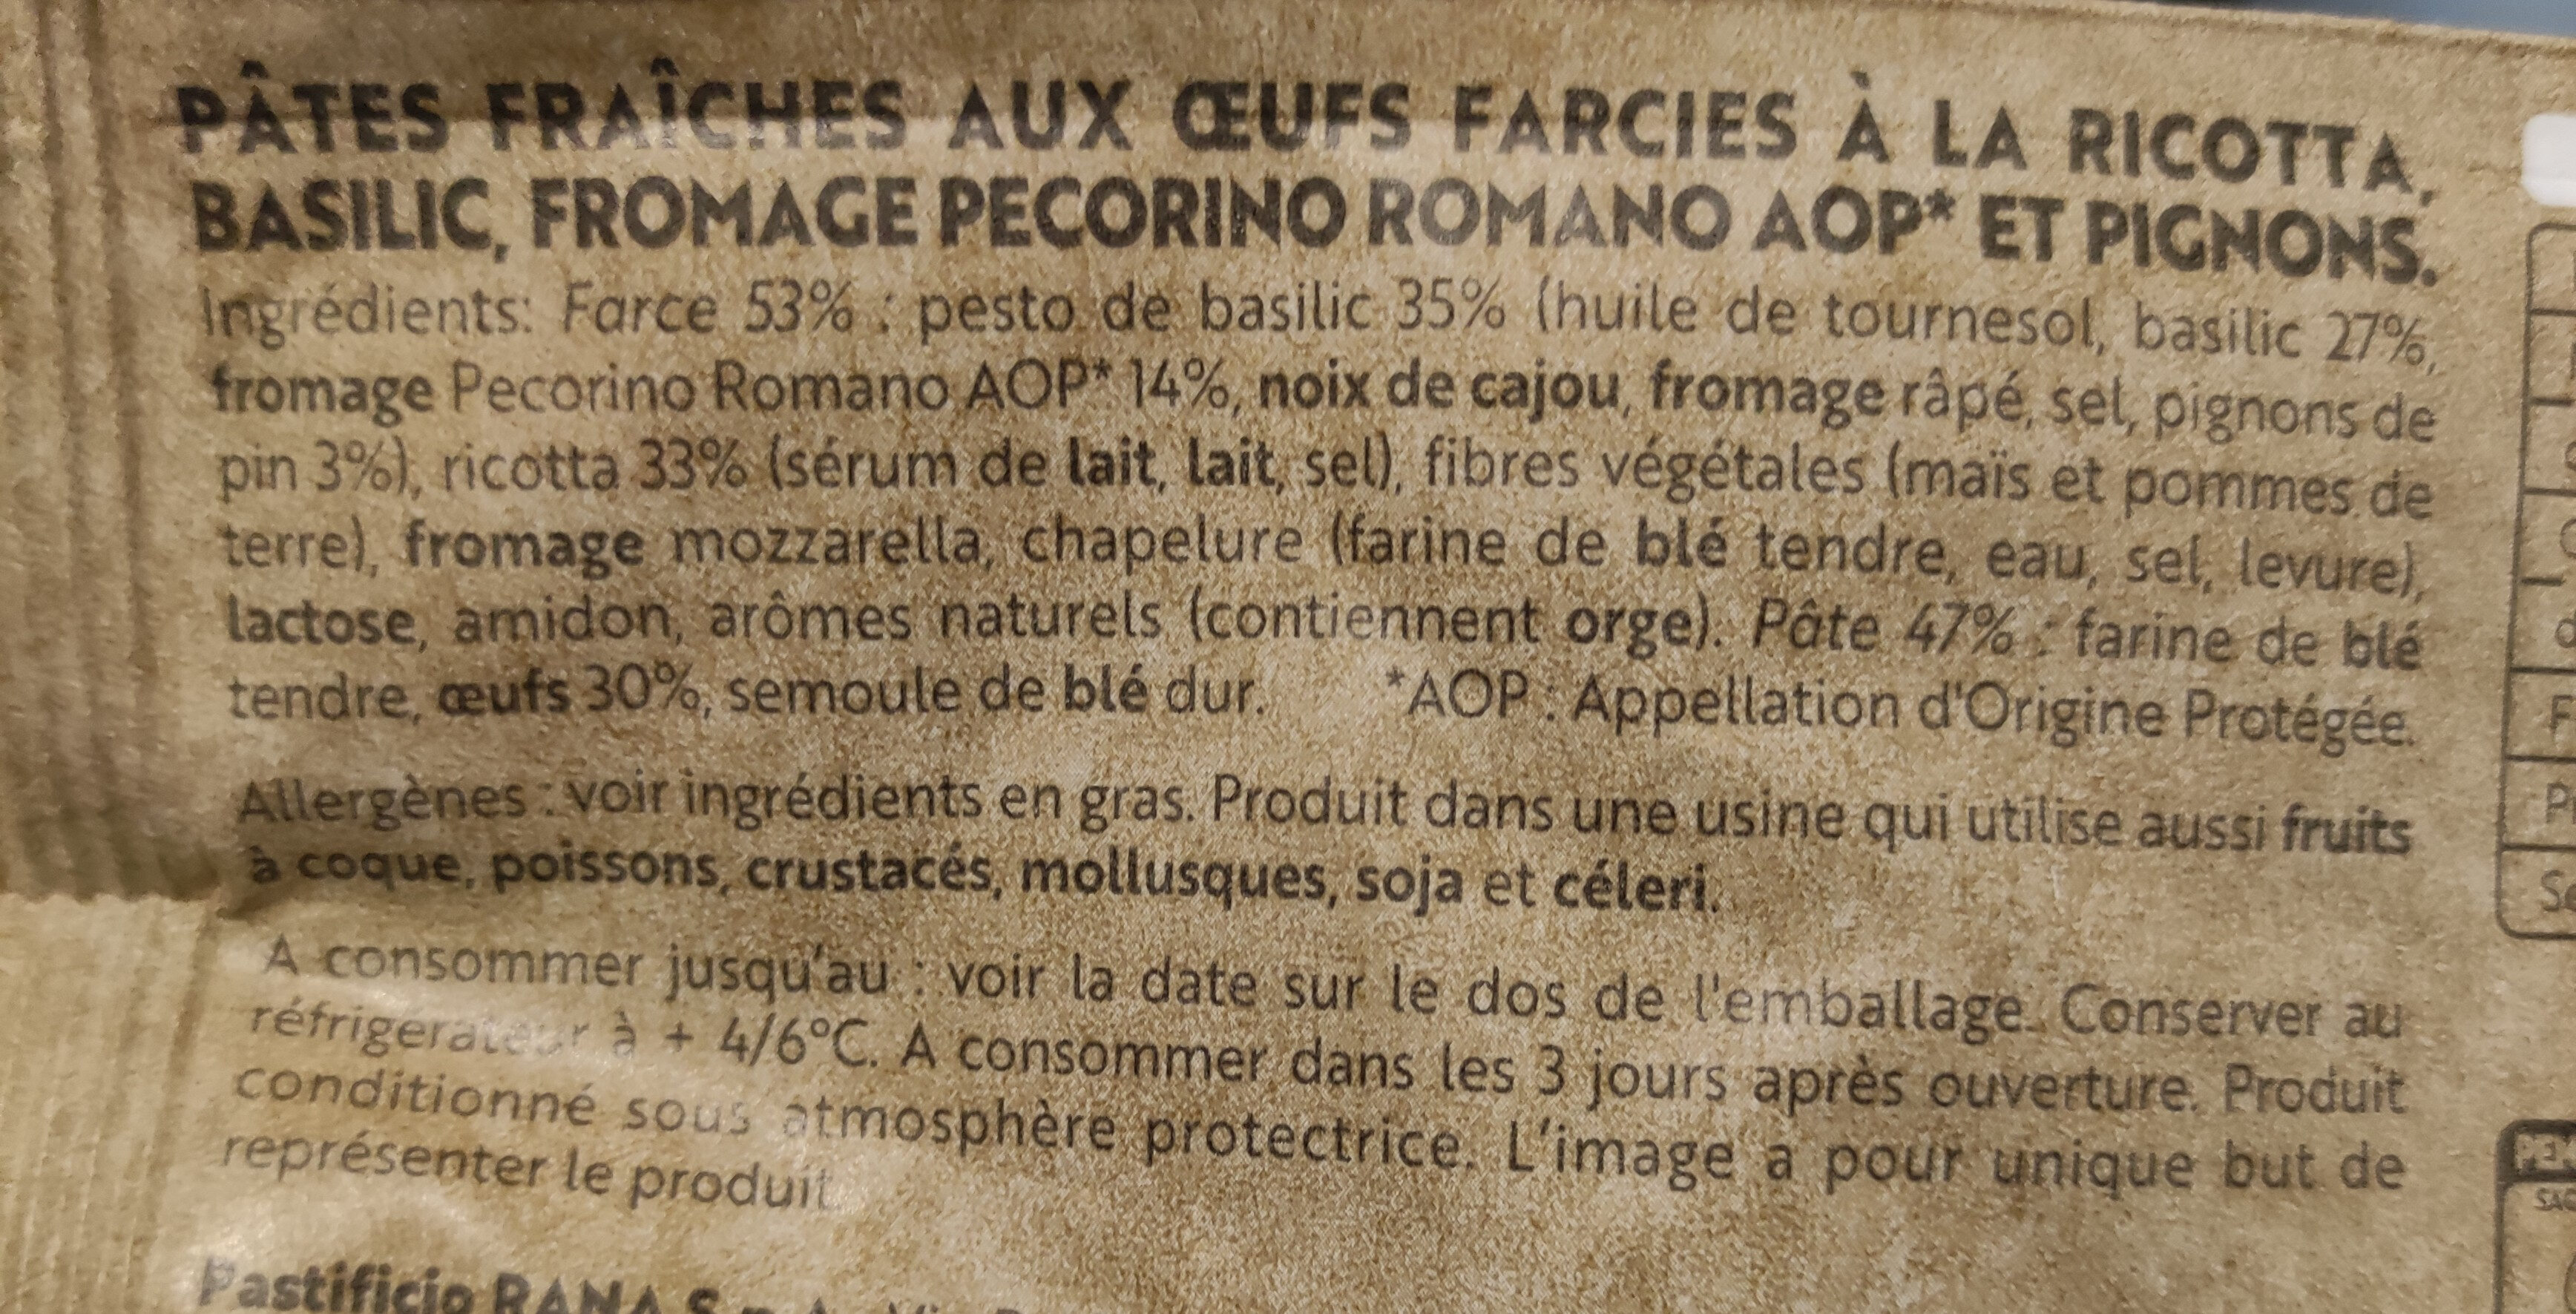 PÂTES FRAÎCHES AUX ŒUFS FARCIES À LA RICOTTA,
BASILIC, FROMAGE PECORINO ROMANO AOP* ET PIGNONS.
Ingrédients: Farce 53% : pesto de basilic 35% (huile de tournesol, basilic 27%,
fromage Pecorino Romano AOP* 14%, noix de cajou, fromage râpé, sel, pignons de
pin 3%), ricotta 33% (sérum de lait, lait, sel), fibres végétales (maïs et pommes de
terre), fromage mozzarella, chapelure (farine de blé tendre, eau, sel, levure),
lactose, amidon, arômes naturels (contiennent orge). Pâte 47% : farine de blé
tendre, œufs 30%, semoule de blé dur. *AOP : Appellation d'Origine Protégée.
Allergènes : voir ingrédients en gras. Produit dans une usine qui utilise aussi fruits
à coque, poissons, crustacés, mollusques, soja et céleri.
A consommer jusqu'au : voir la date sur le dos de l'emballage. Conserver au
réfrigerateur à + 4/6°C. A consommer dans les 3 jours après ouverture. Produit
conditionné sous atmosphère protectrice. L'image a pour unique but de
représenter le produit
Pastificio RANA S.p.A.